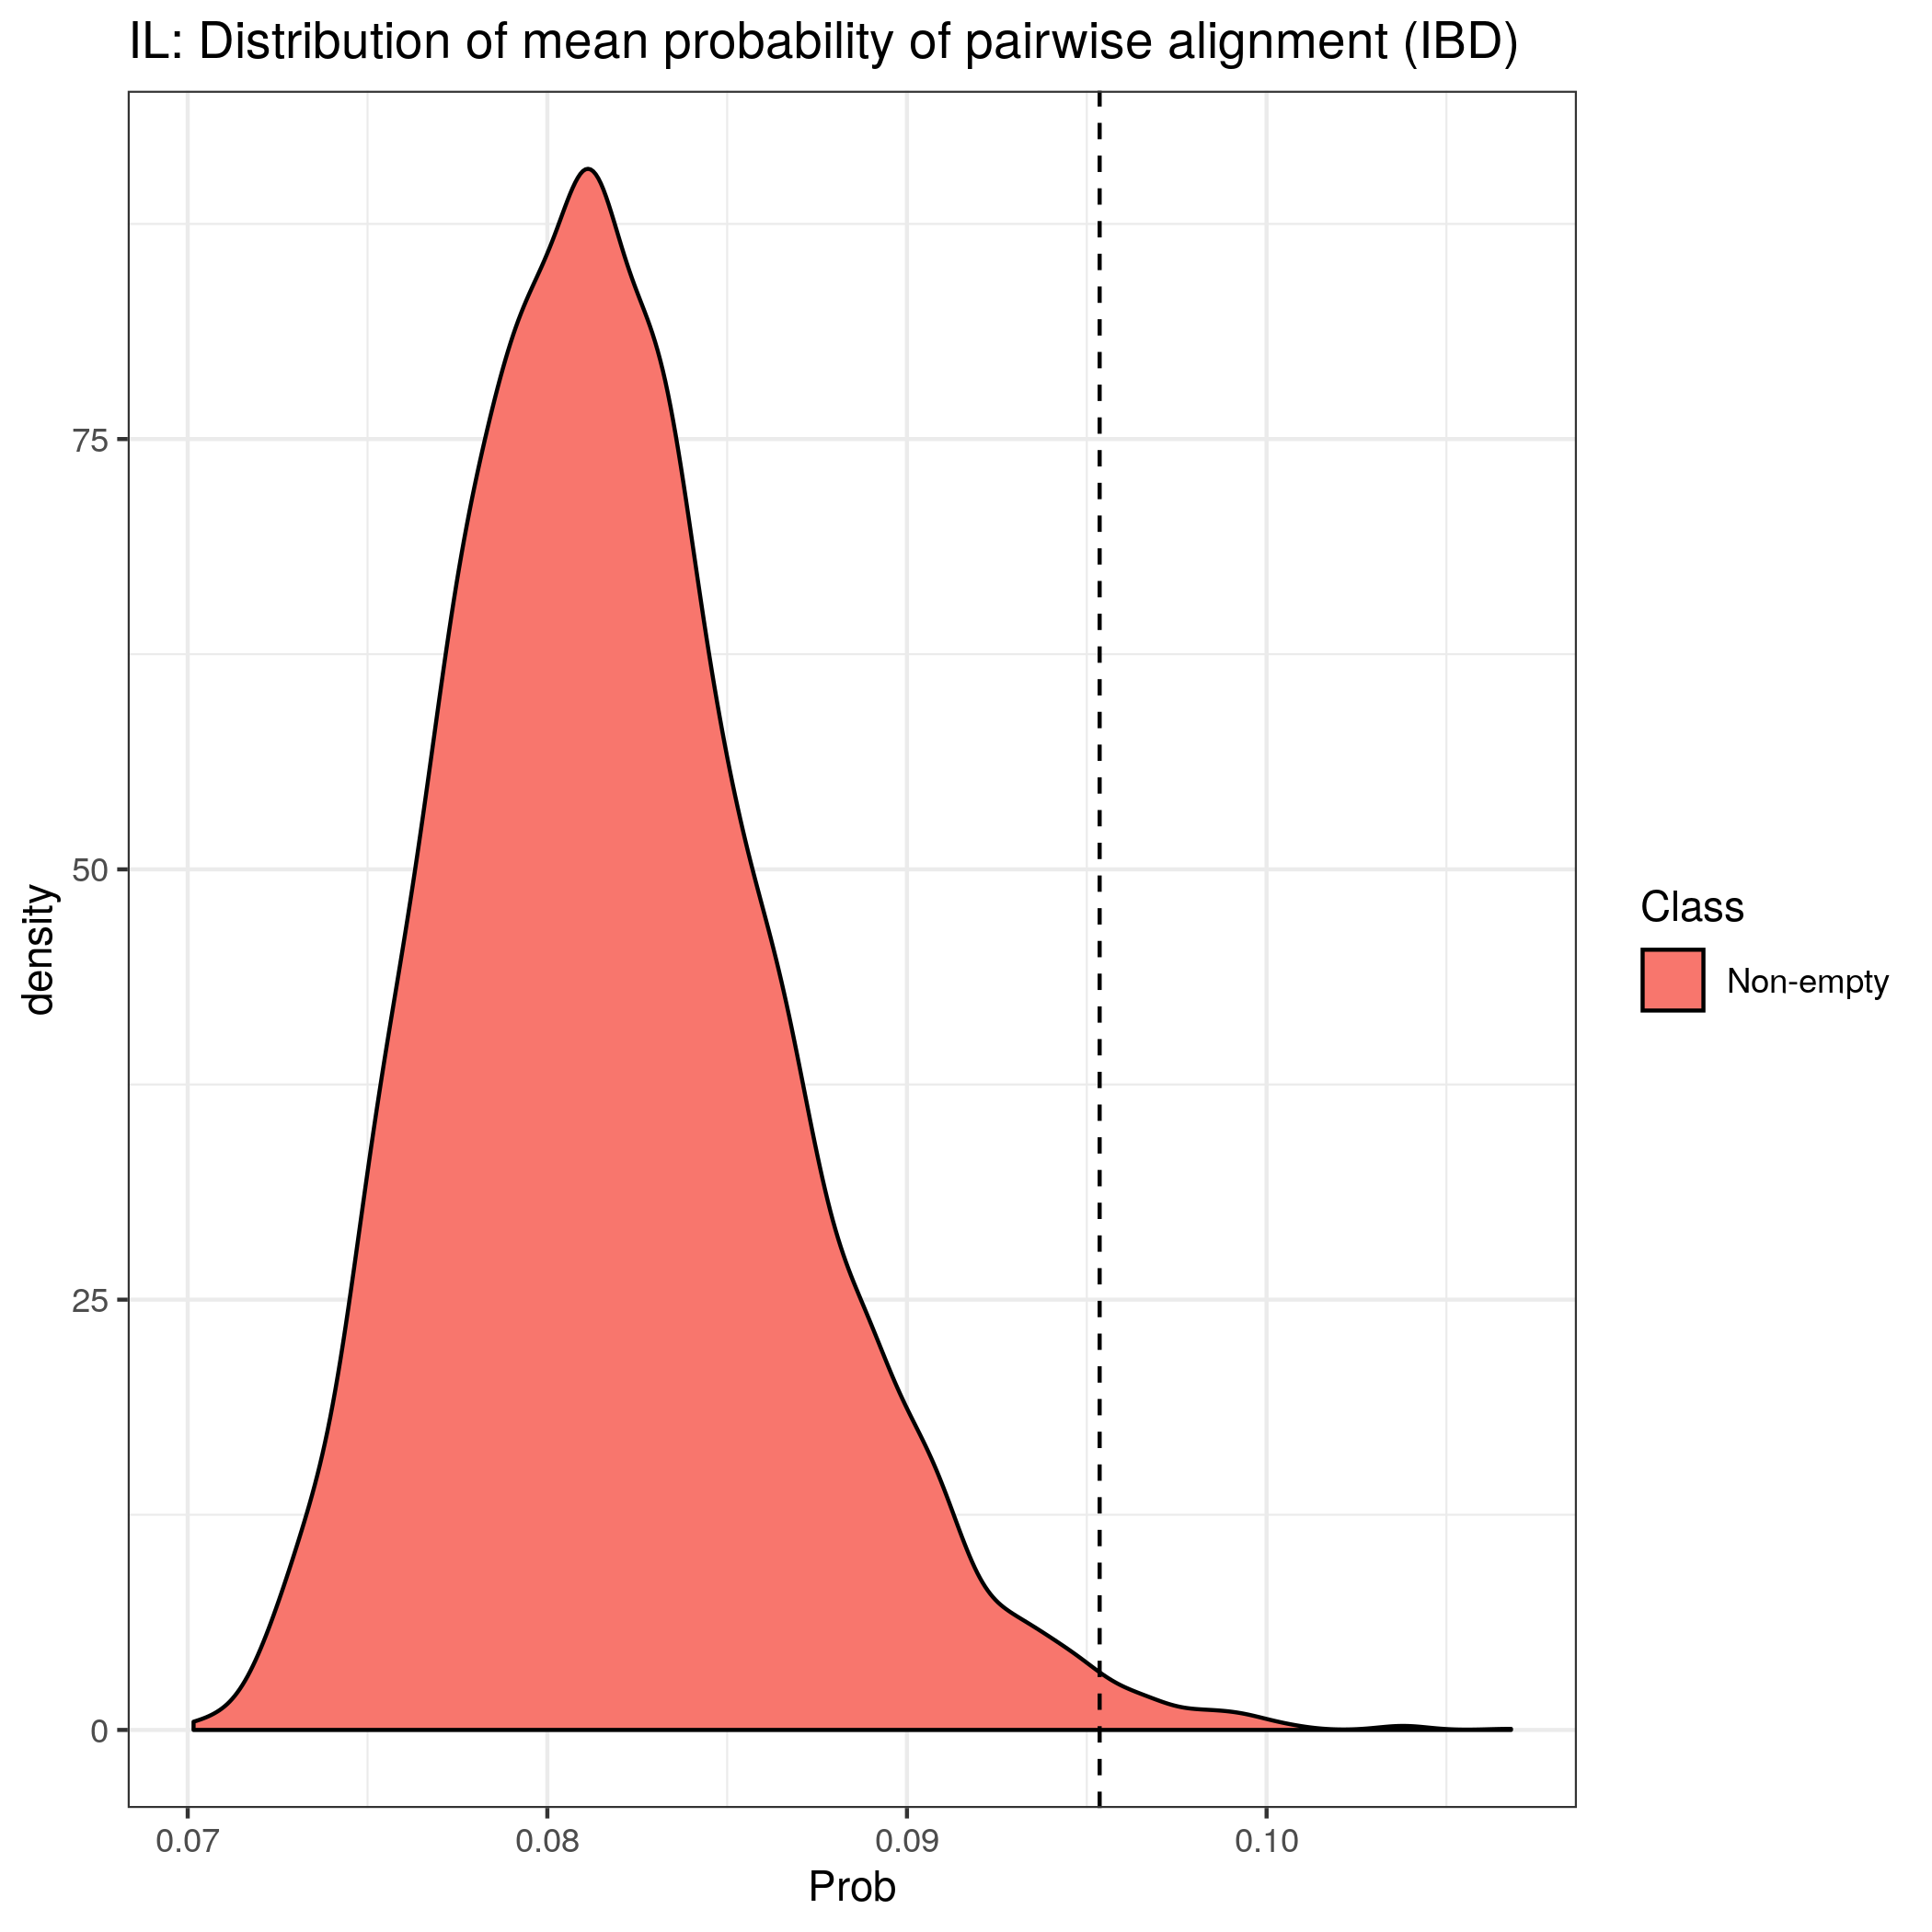 IL: Distribution of mean probability of pairwise alignment (IBD)
75
50
25
0
density
0.07
0.08
0.09
0.10
Prob
Class
Non-empty